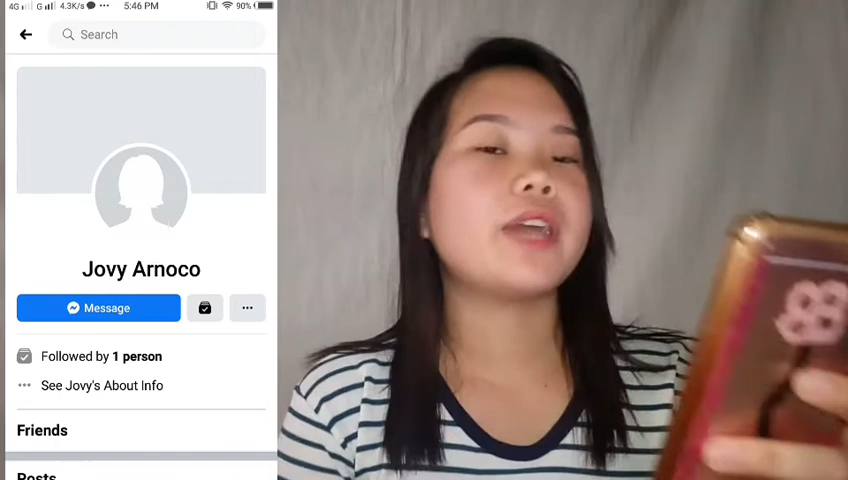 4G G 4.3K/s 5:46 PM 90%
Search
Jovy Arnoco
Message
Followed by 1 person
See Jovy's About Info
Friends
Posts